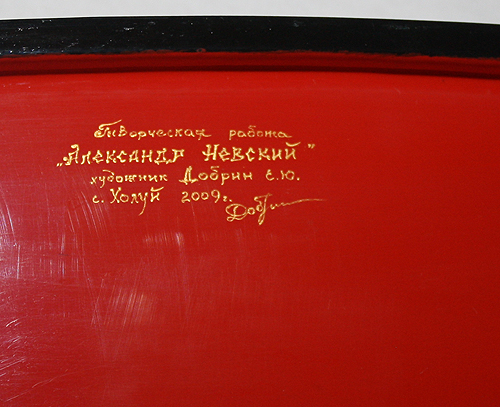 Творческая работа
„Александр Невский"
художник Добрин С.Ю.
с. Холуй 2009г.